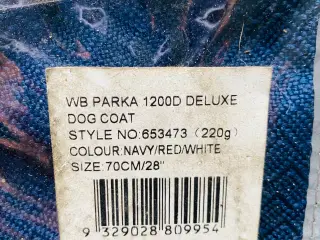 WB PARKA 1200D DELUXE
DOG COAT
STYLE NO:653473 (220g)
COLOUR:NAVY/RED/WHITE
SIZE:70CM/28"
9 329028 809954